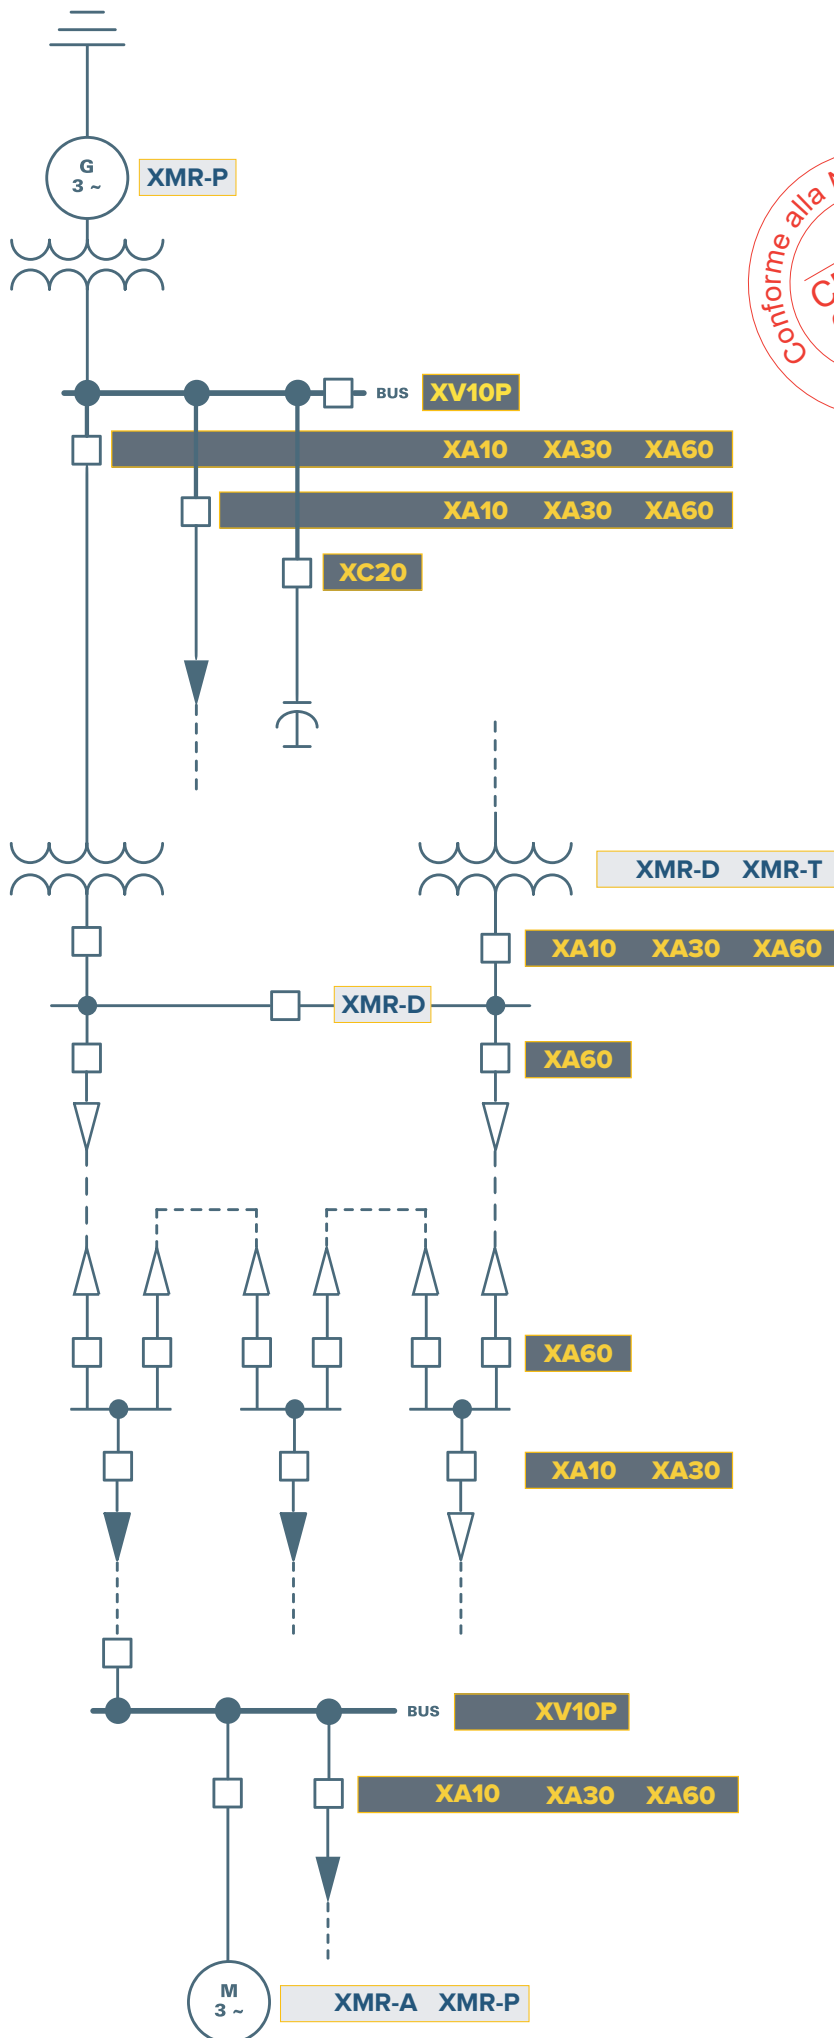 G
3 ~
XMR-P
Conforme alla
BUS
XV10P
XA10 XA30 XA60
XA10 XA30 XA60
XC20
XMR-D XMR-T
XA10 XA30 XA60
XMR-D
XA60
XA60
XA10 XA30
BUS
XV10P
XA10 XA30 XA60
M
3 ~
XMR-A XMR-P